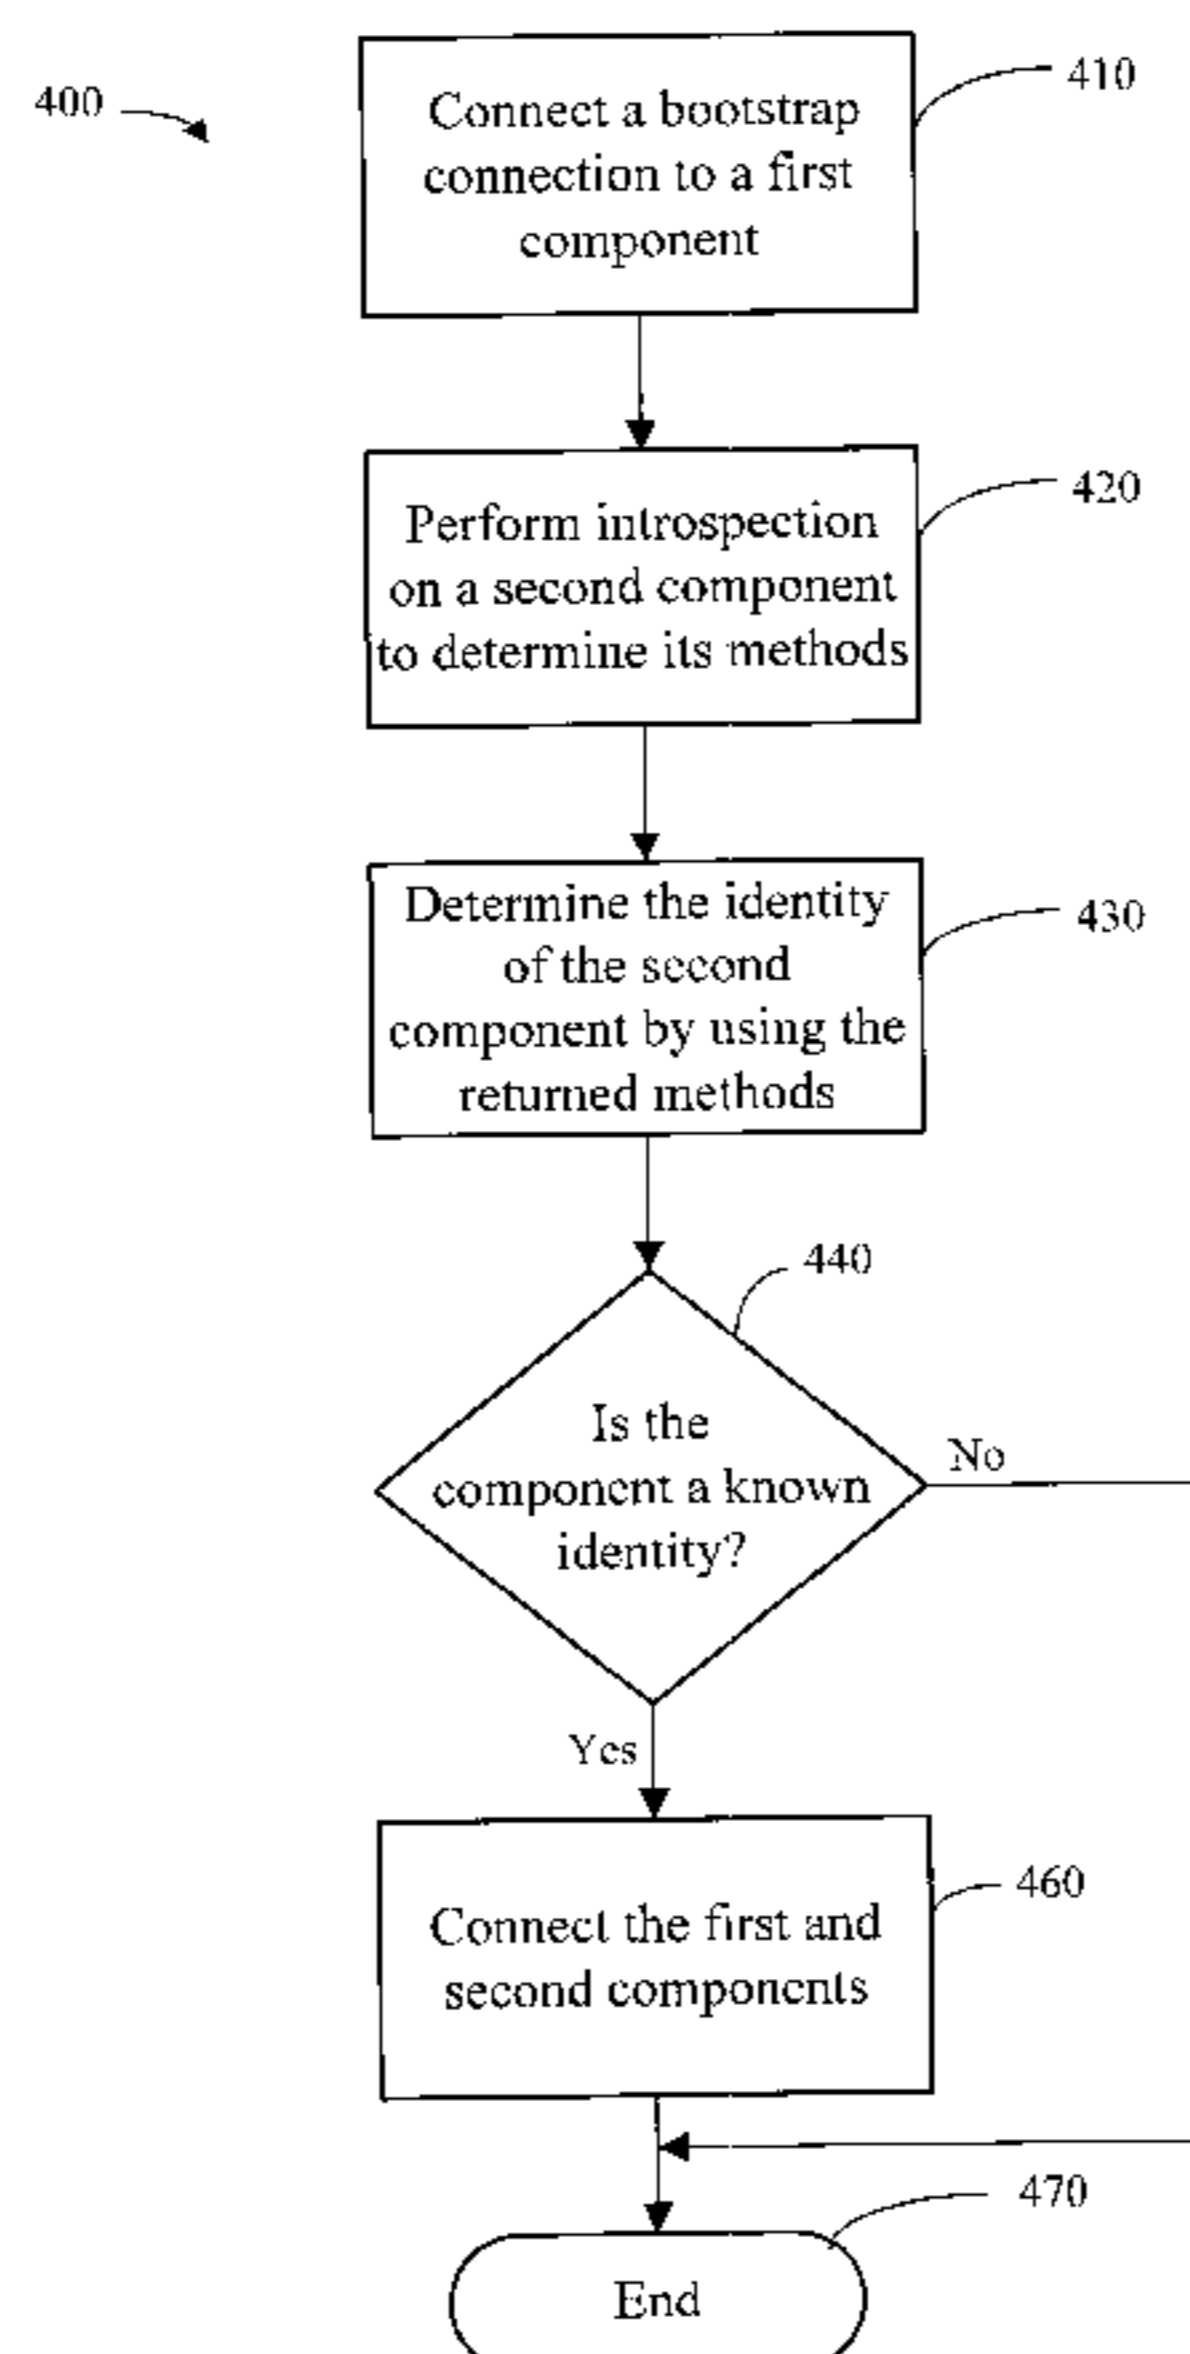 400
410
Connect a bootstrap
connection to a first
component
420
Perform introspection
on a second component
to determine its methods
430
Determine the identity
of the second
component by using the
returned methods
440
Is the
component a known
identity?
No
Yes
460
Connect the first and
second components
470
End